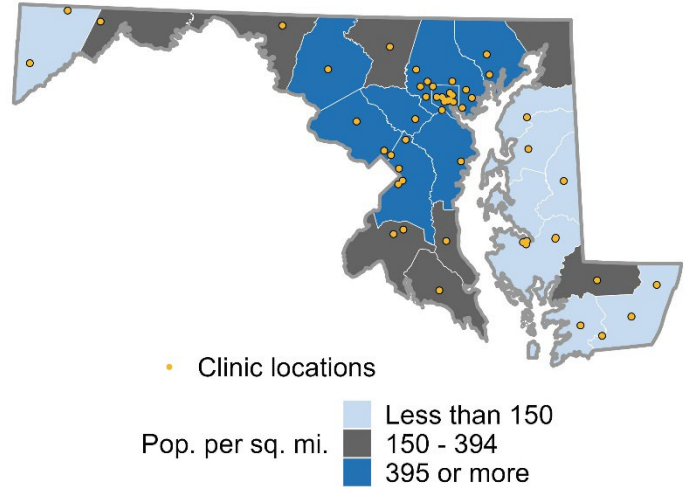 Clinic locations
Less than 150
Pop. per sq. mi. 150 - 394
395 or more